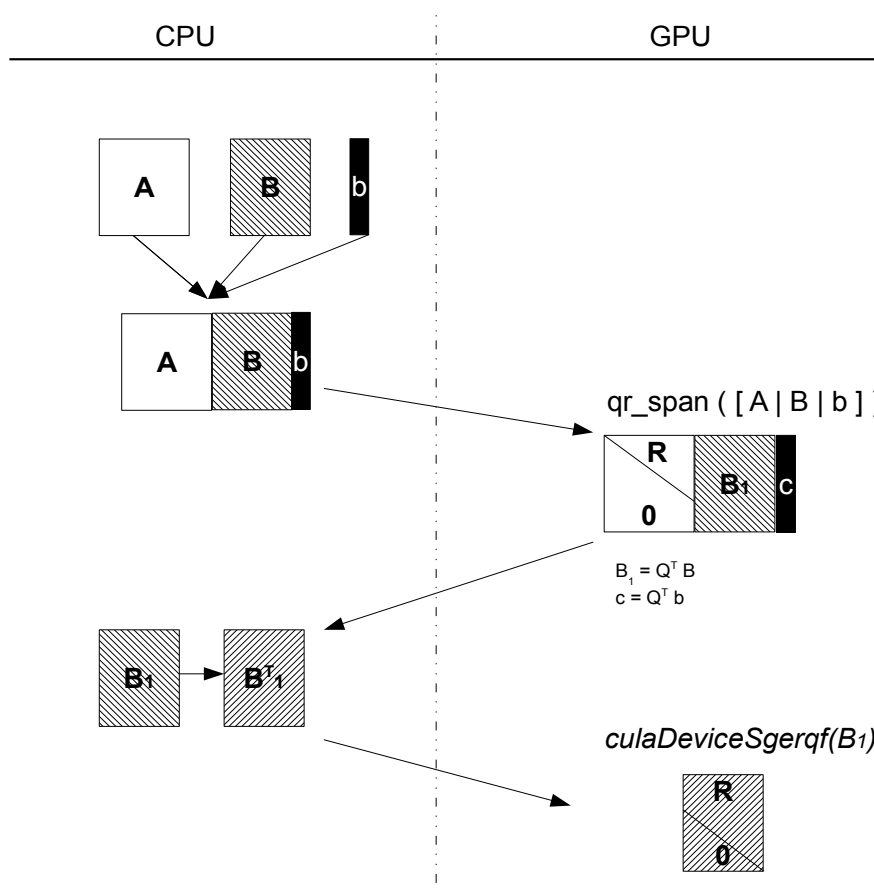 CPU GPU
A B b
A B b
qr_span ( [ A | B | b ] )
R B₁ c
0
B₁ = Qᵀ B
c = Qᵀ b
B₁ Bᵀ₁
culaDeviceSgerqf(B₁)
R
0